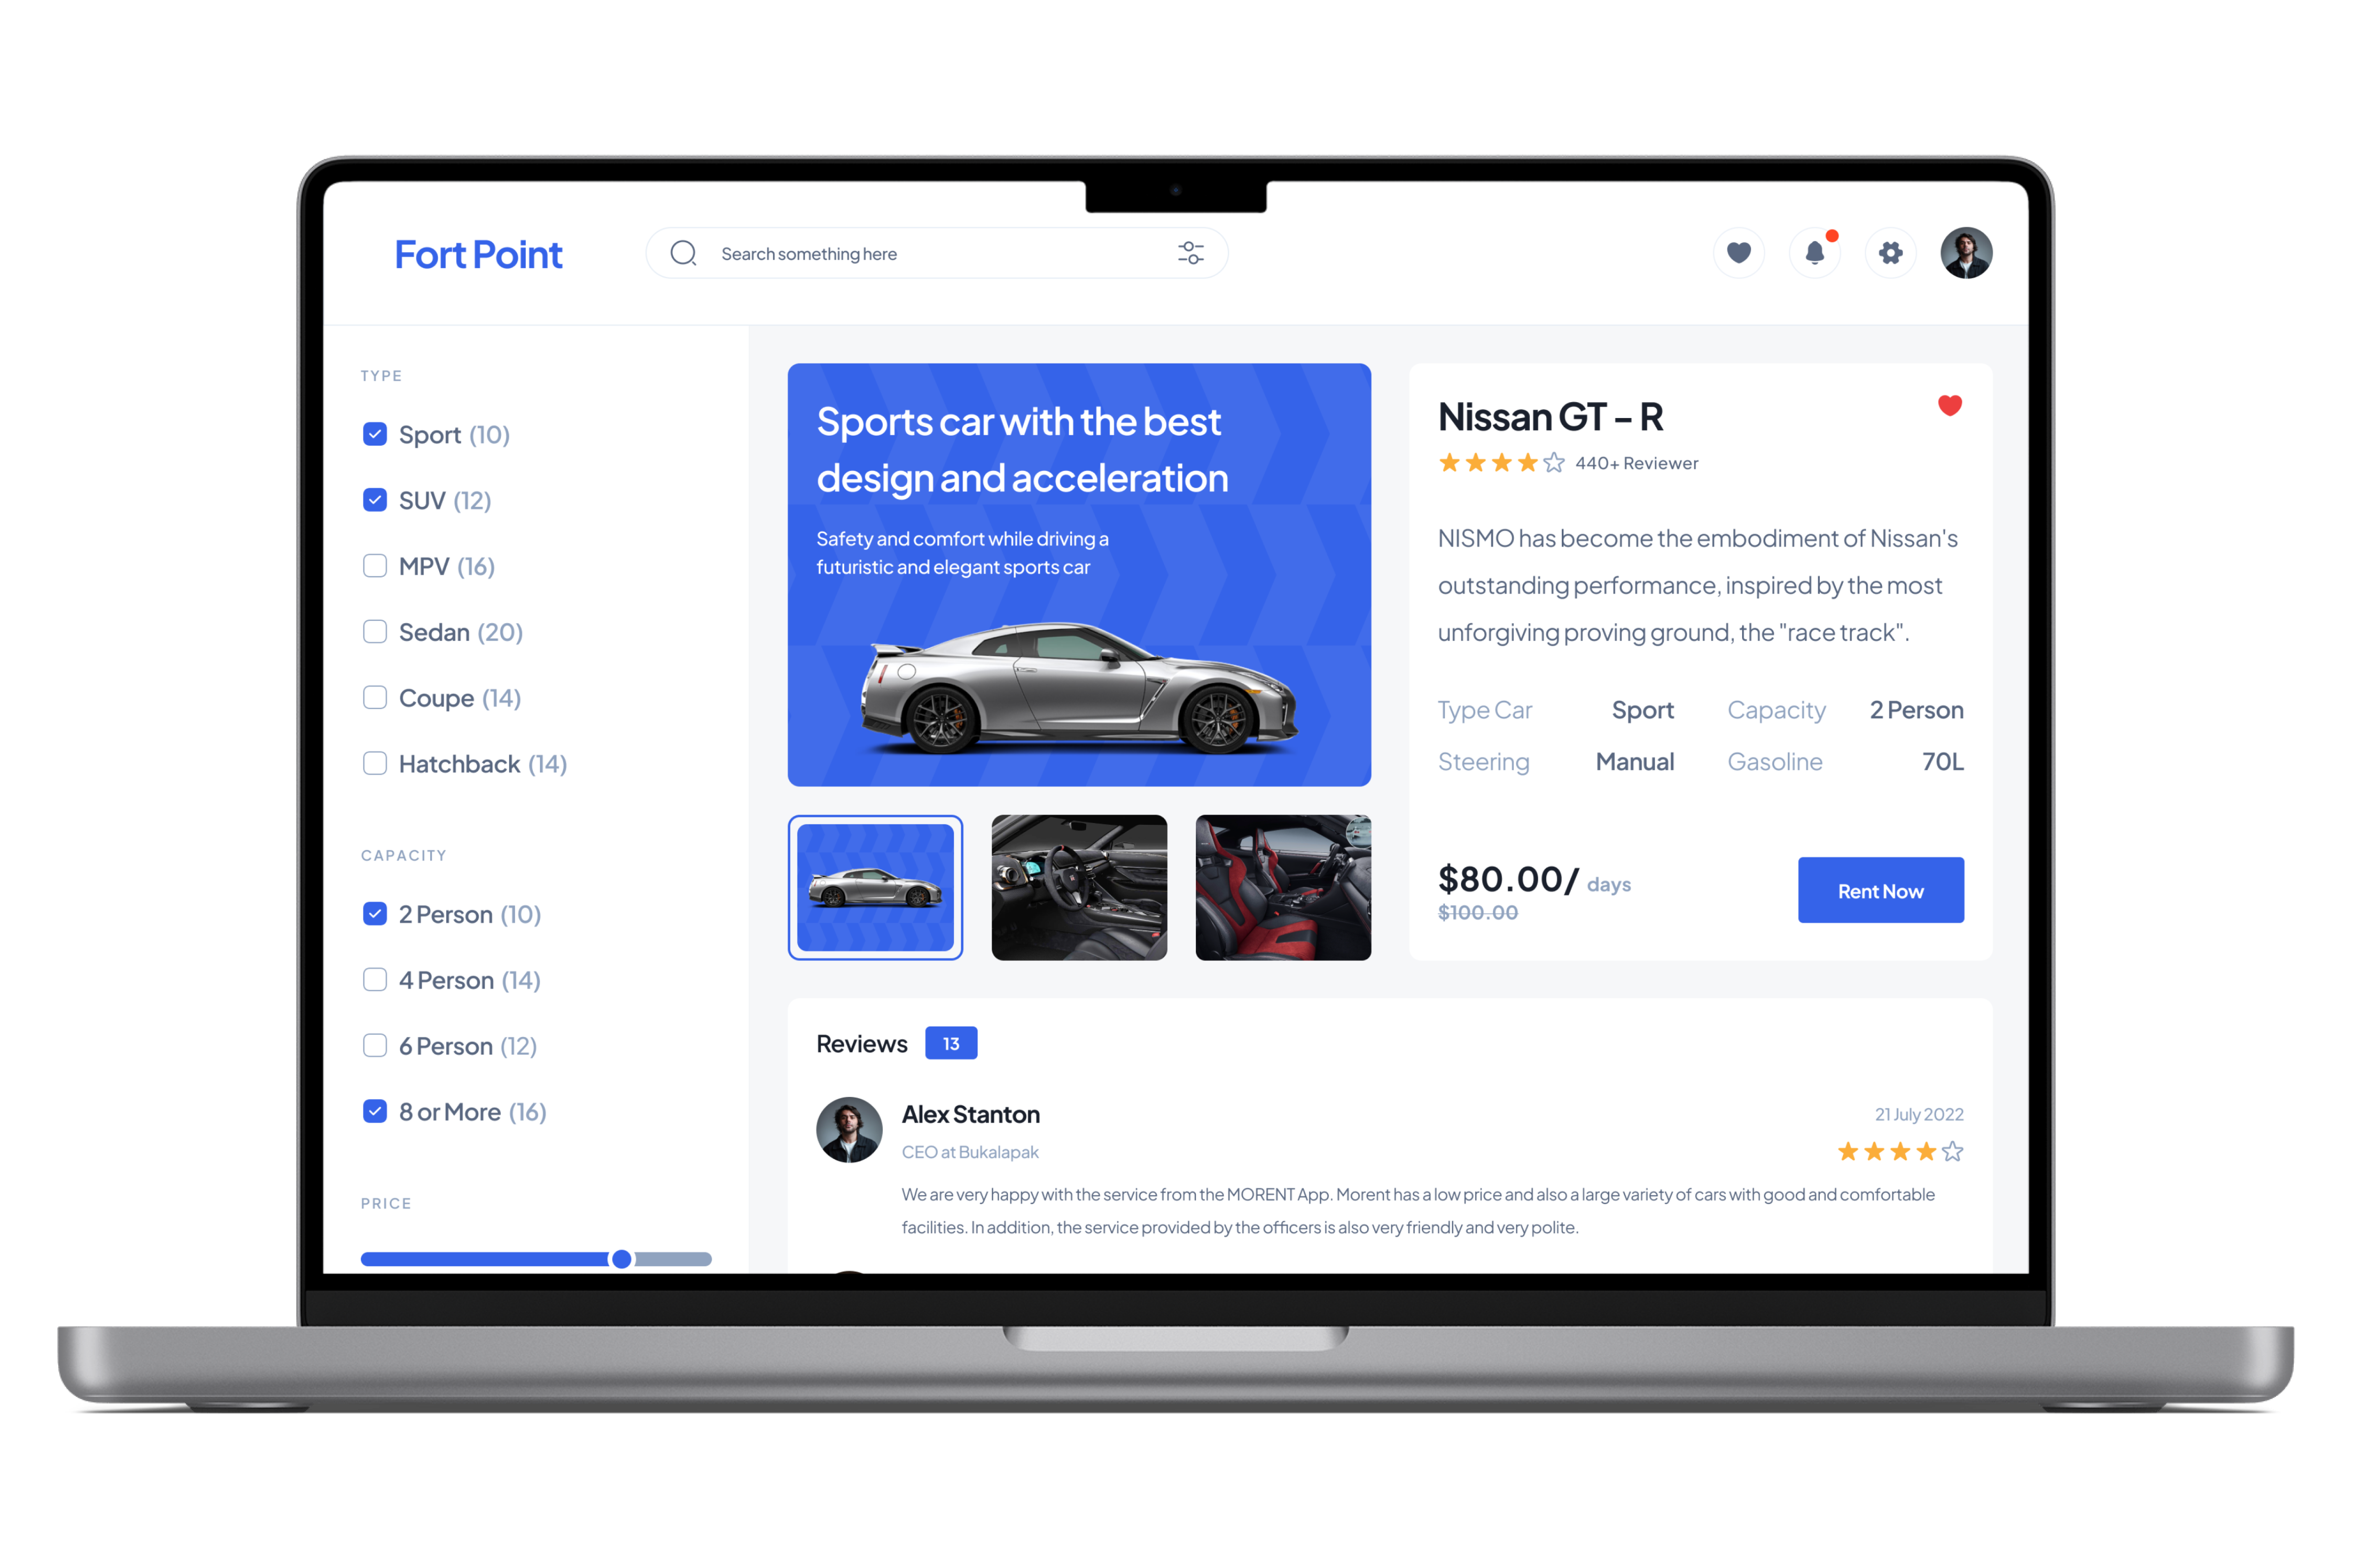 Fort Point
Search something here
TYPE
Sport (10)
SUV (12)
MPV (16)
Sedan (20)
Coupe (14)
Hatchback (14)
CAPACITY
2 Person (10)
4 Person (14)
6 Person (12)
8 or More (16)
PRICE
Sports car with the best
design and acceleration
Safety and comfort while driving a
futuristic and elegant sports car
Nissan GT – R
440+ Reviewer
NISMO has become the embodiment of Nissan's
outstanding performance, inspired by the most
unforgiving proving ground, the "race track".
Type Car Sport Capacity 2 Person
Steering Manual Gasoline 70L
$80.00/ days
$100.00
Rent Now
Reviews 13
Alex Stanton
21 July 2022
CEO at Bukalapak
We are very happy with the service from the MORENT App. Morent has a low price and also a large variety of cars with good and comfortable
facilities. In addition, the service provided by the officers is also very friendly and very polite.